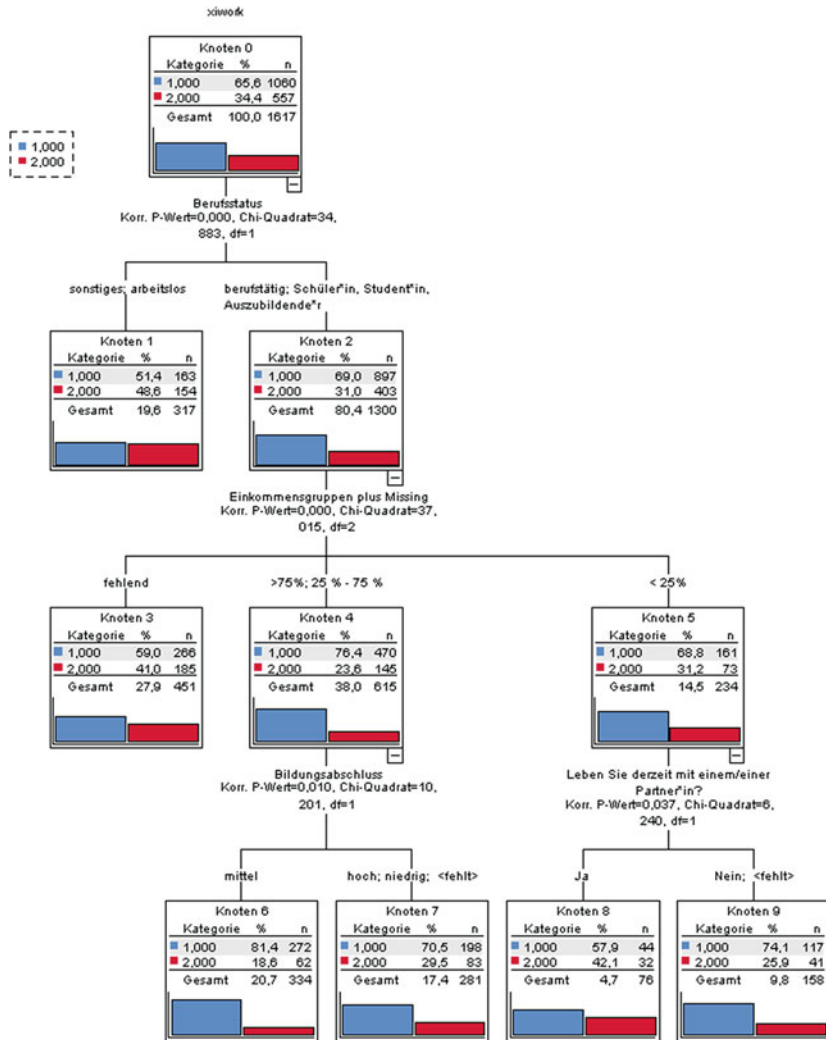 xiwork
Knoten 0
Kategorie % n
1,000 65,6 1060
2,000 34,4 557
Gesamt 100,0 1617
1,000
2,000
Berufsstatus
Korr. P-Wert=0,000, Chi-Quadrat=34,
883, df=1
sonstiges; arbeitslos
berufstätig; Schüler*in, Student*in,
Auszubildende*r
Knoten 1
Kategorie % n
1,000 51,4 163
2,000 48,6 154
Gesamt 19,6 317
Knoten 2
Kategorie % n
1,000 69,0 897
2,000 31,0 403
Gesamt 80,4 1300
Einkommensgruppen plus Missing
Korr. P-Wert=0,000, Chi-Quadrat=37,
015, df=2
fehlend
>75%; 25 % - 75 %
< 25%
Knoten 3
Kategorie % n
1,000 59,0 266
2,000 41,0 185
Gesamt 27,9 451
Knoten 4
Kategorie % n
1,000 76,4 470
2,000 23,6 145
Gesamt 38,0 615
Knoten 5
Kategorie % n
1,000 68,8 161
2,000 31,2 73
Gesamt 14,5 234
Bildungsabschluss
Korr. P-Wert=0,010, Chi-Quadrat=10,
201, df=1
Leben Sie derzeit mit einem/einer
Partner*in?
Korr. P-Wert=0,037, Chi-Quadrat=6,
240, df=1
mittel
hoch; niedrig; <fehlt>
Ja
Nein; <fehlt>
Knoten 6
Kategorie % n
1,000 81,4 272
2,000 18,6 62
Gesamt 20,7 334
Knoten 7
Kategorie % n
1,000 70,5 198
2,000 29,5 83
Gesamt 17,4 281
Knoten 8
Kategorie % n
1,000 57,9 44
2,000 42,1 32
Gesamt 4,7 76
Knoten 9
Kategorie % n
1,000 74,1 117
2,000 25,9 41
Gesamt 9,8 158